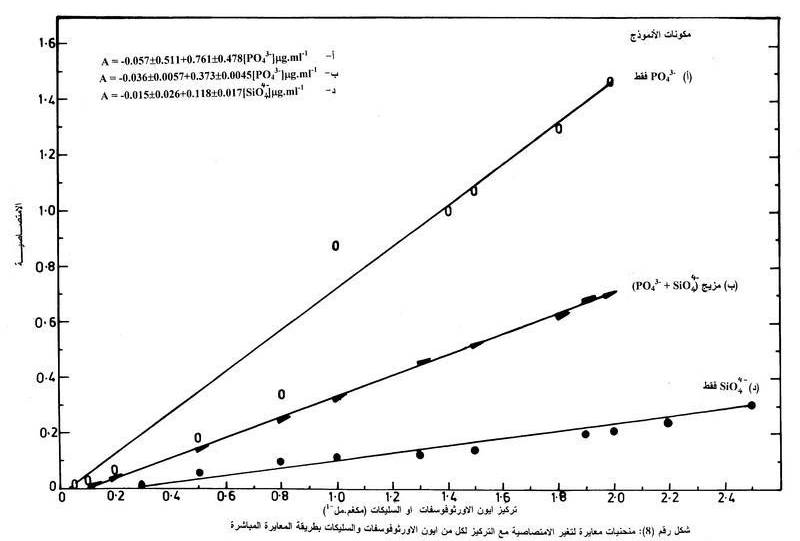 مكونات الأنموذج
A = -0.057±0.511+0.761±0.478[PO₄³⁻]µg.ml⁻¹ أ-
A = -0.036±0.0057+0.373±0.0045[PO₄³⁻]µg.ml⁻¹ ب-
A = -0.015±0.026+0.118±0.017[SiO₄⁴⁻]µg.ml⁻¹ د-
(أ) PO₄³⁻ فقط
(ب) مزيج (PO₄³⁻ + SiO₄⁴⁻)
(د) SiO₄⁴⁻ فقط
الامتصاصية
1.6
1.4
1.2
1.0
0.8
0.6
0.4
0.2
0
0 0.2 0.4 0.6 0.8 1.0 1.2 1.4 1.6 1.8 2.0 2.2 2.4
تركيز ايون الاورثوفوسفات او السليكات (مكغم.مل⁻¹)
شكل رقم (8): منحنيات معايرة لتغير الامتصاصية مع التركيز لكل من ايون الاورثوفوسفات والسليكات بطريقة المعايرة المباشرة